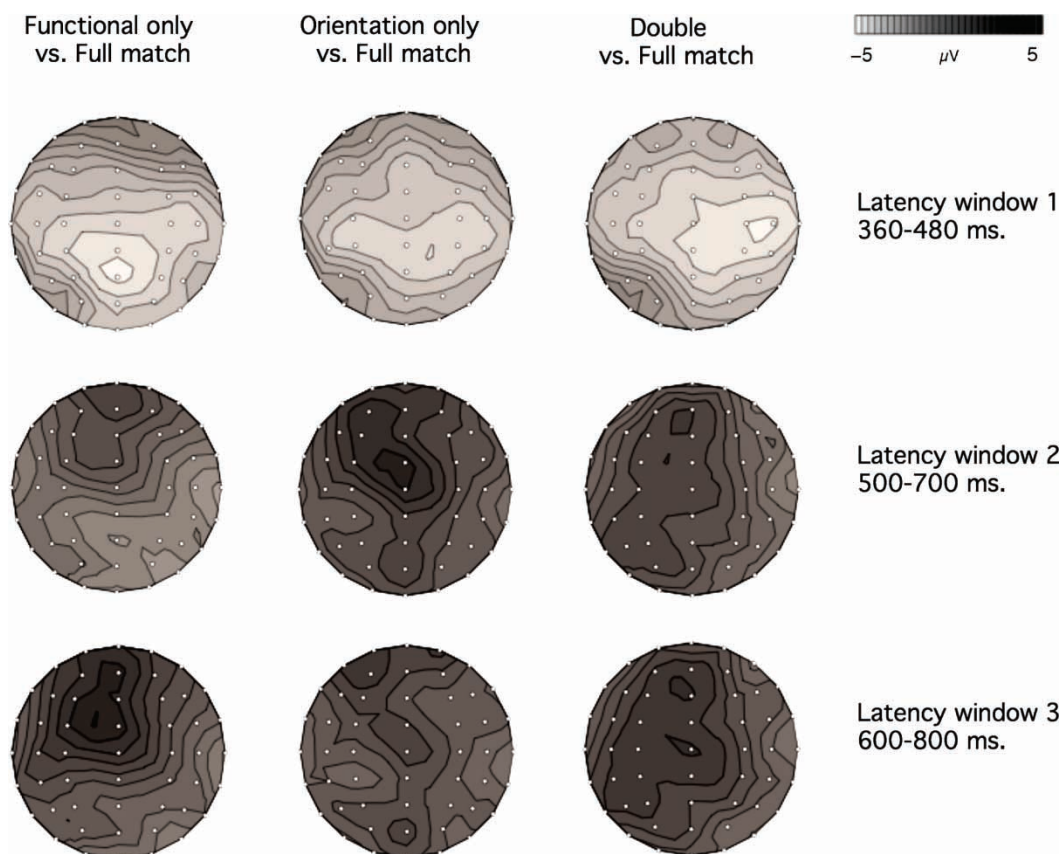 Functional only
vs. Full match
Orientation only
vs. Full match
Double
vs. Full match
−5 μV 5
Latency window 1
360-480 ms.
Latency window 2
500-700 ms.
Latency window 3
600-800 ms.